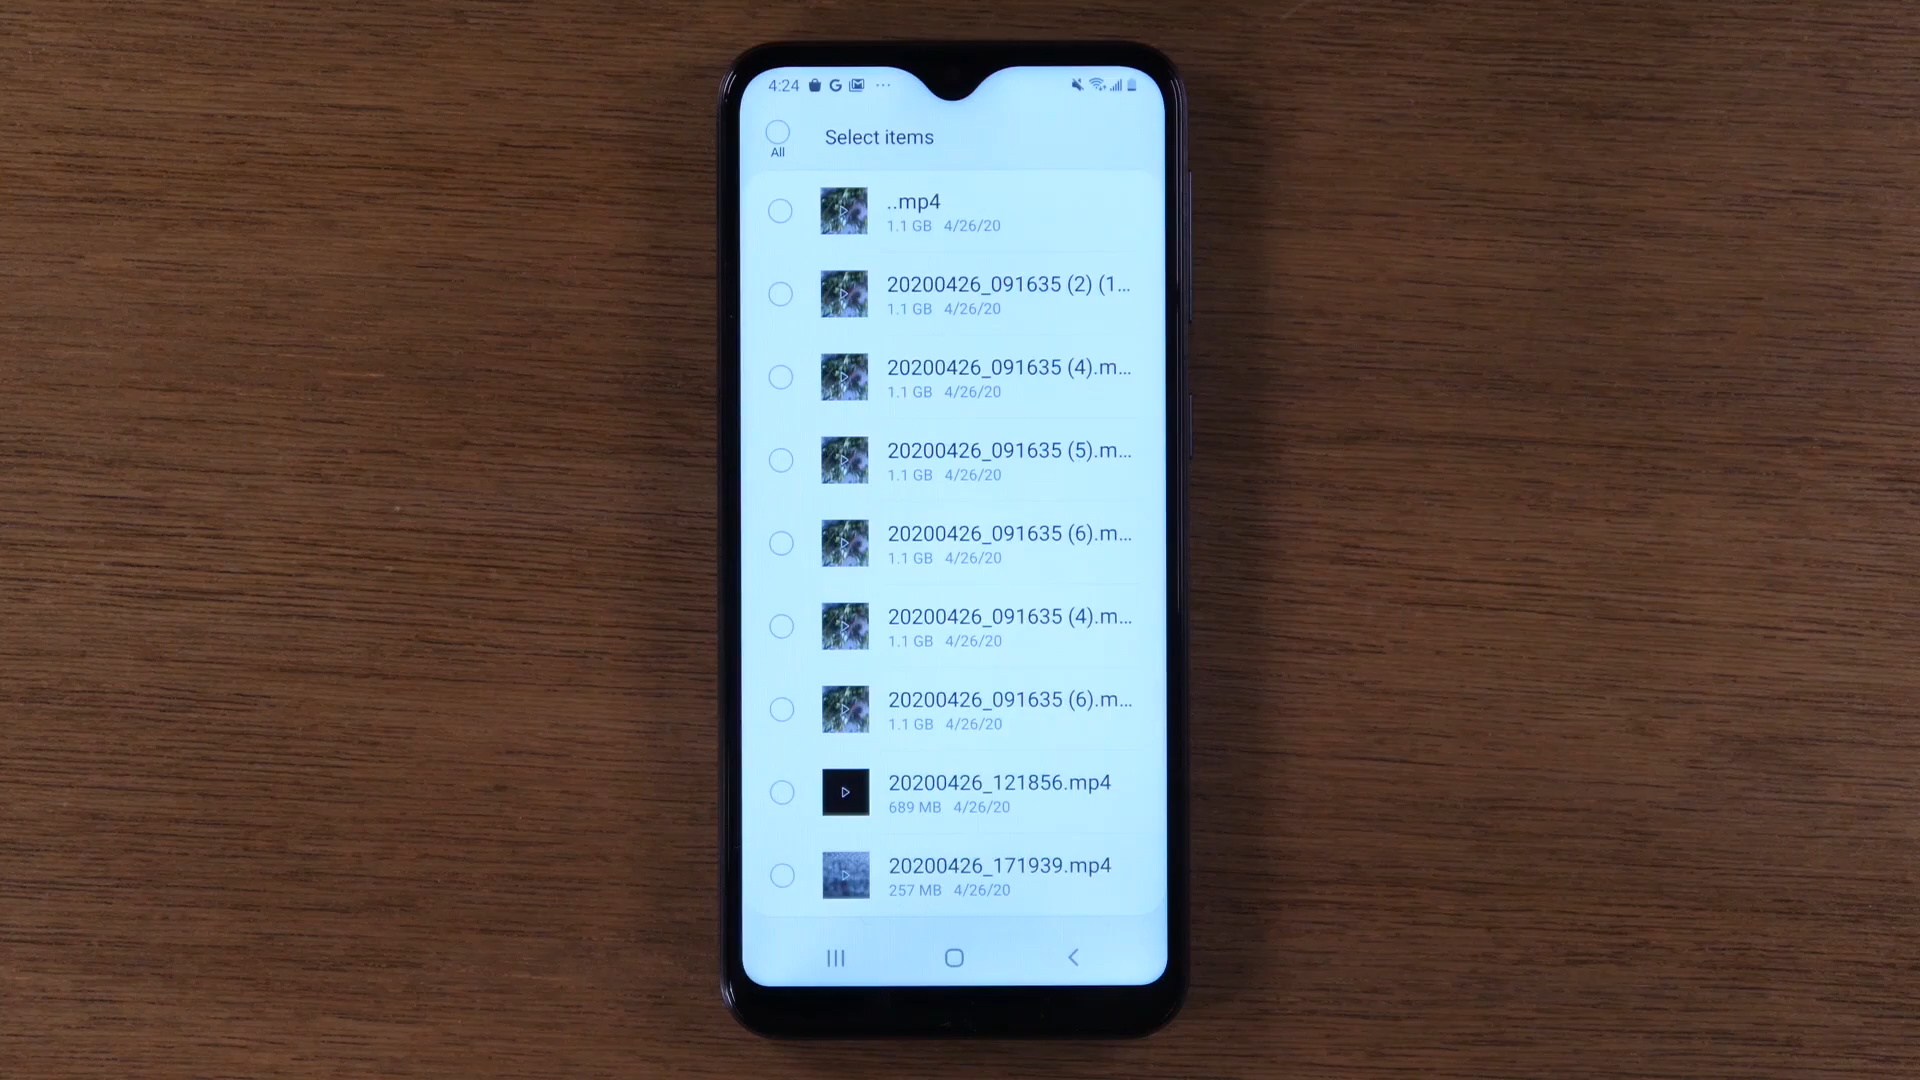 4:24 G ...
All
Select items
..mp4
1.1 GB 4/26/20
20200426_091635 (2) (1...
1.1 GB 4/26/20
20200426_091635 (4).m...
1.1 GB 4/26/20
20200426_091635 (5).m...
1.1 GB 4/26/20
20200426_091635 (6).m...
1.1 GB 4/26/20
20200426_091635 (4).m...
1.1 GB 4/26/20
20200426_091635 (6).m...
1.1 GB 4/26/20
20200426_121856.mp4
689 MB 4/26/20
20200426_171939.mp4
257 MB 4/26/20